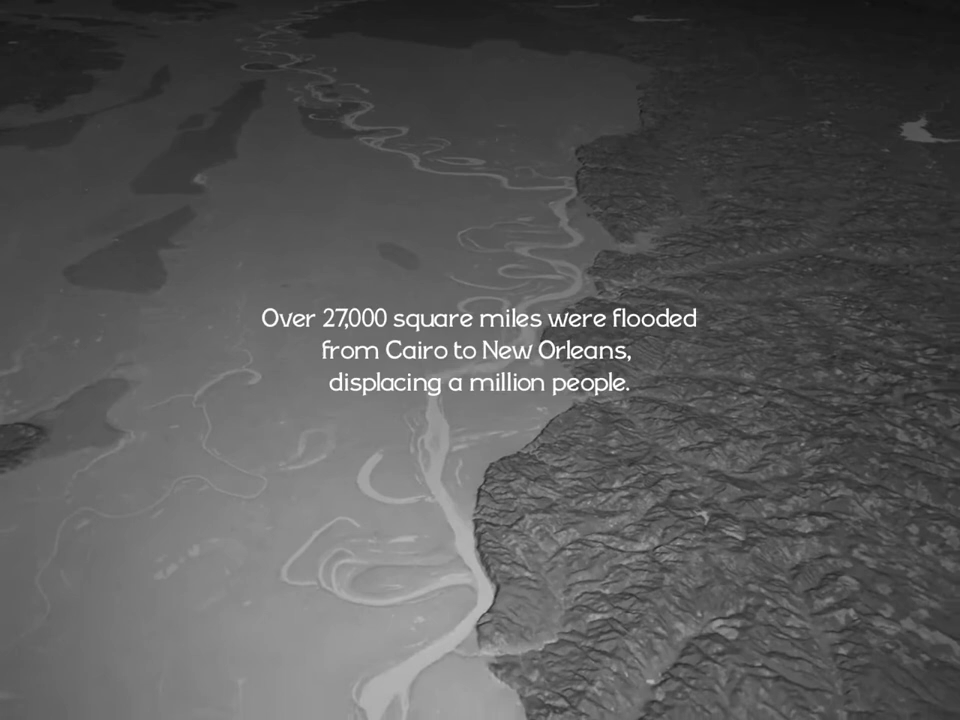 Over 27,000 square miles were flooded
from Cairo to New Orleans,
displacing a million people.